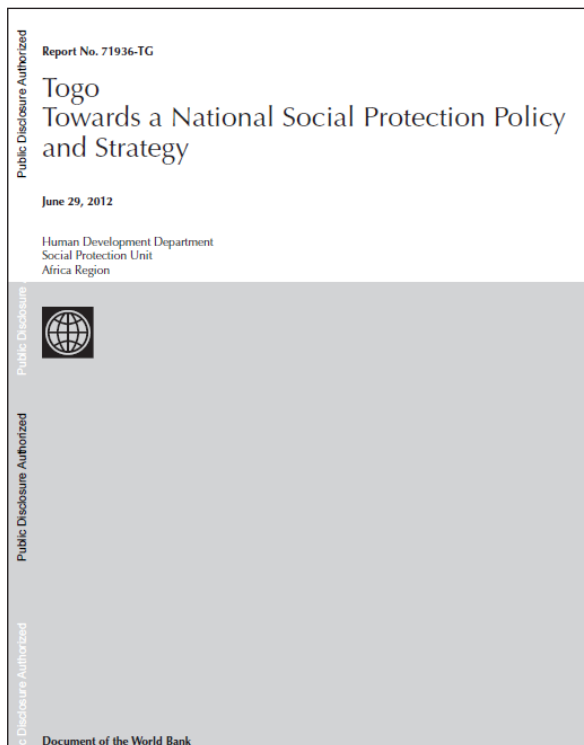 Public Disclosure Authorized
Report No. 71936-TG
Togo
Towards a National Social Protection Policy
and Strategy
June 29, 2012
Human Development Department
Social Protection Unit
Africa Region
Public Disclosure
Public Disclosure Authorized
c Disclosure Authorized
Document of the World Bank